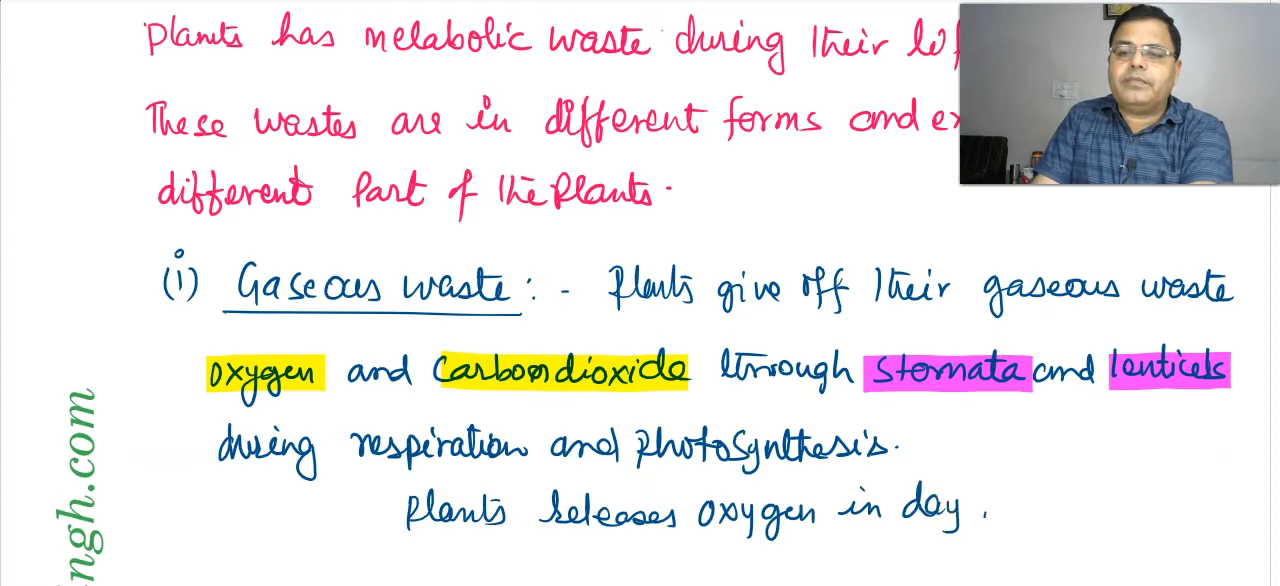 Plants has metabolic waste during their
These wastes are in different forms and
different Part of the Plants.
(i) Gaseous waste : - Plants give off their gaseous waste
oxygen and Carbondioxide through Stomata and lenticels
during respiration and Photosynthesis.
Plants releases oxygen in day.
ngh.com